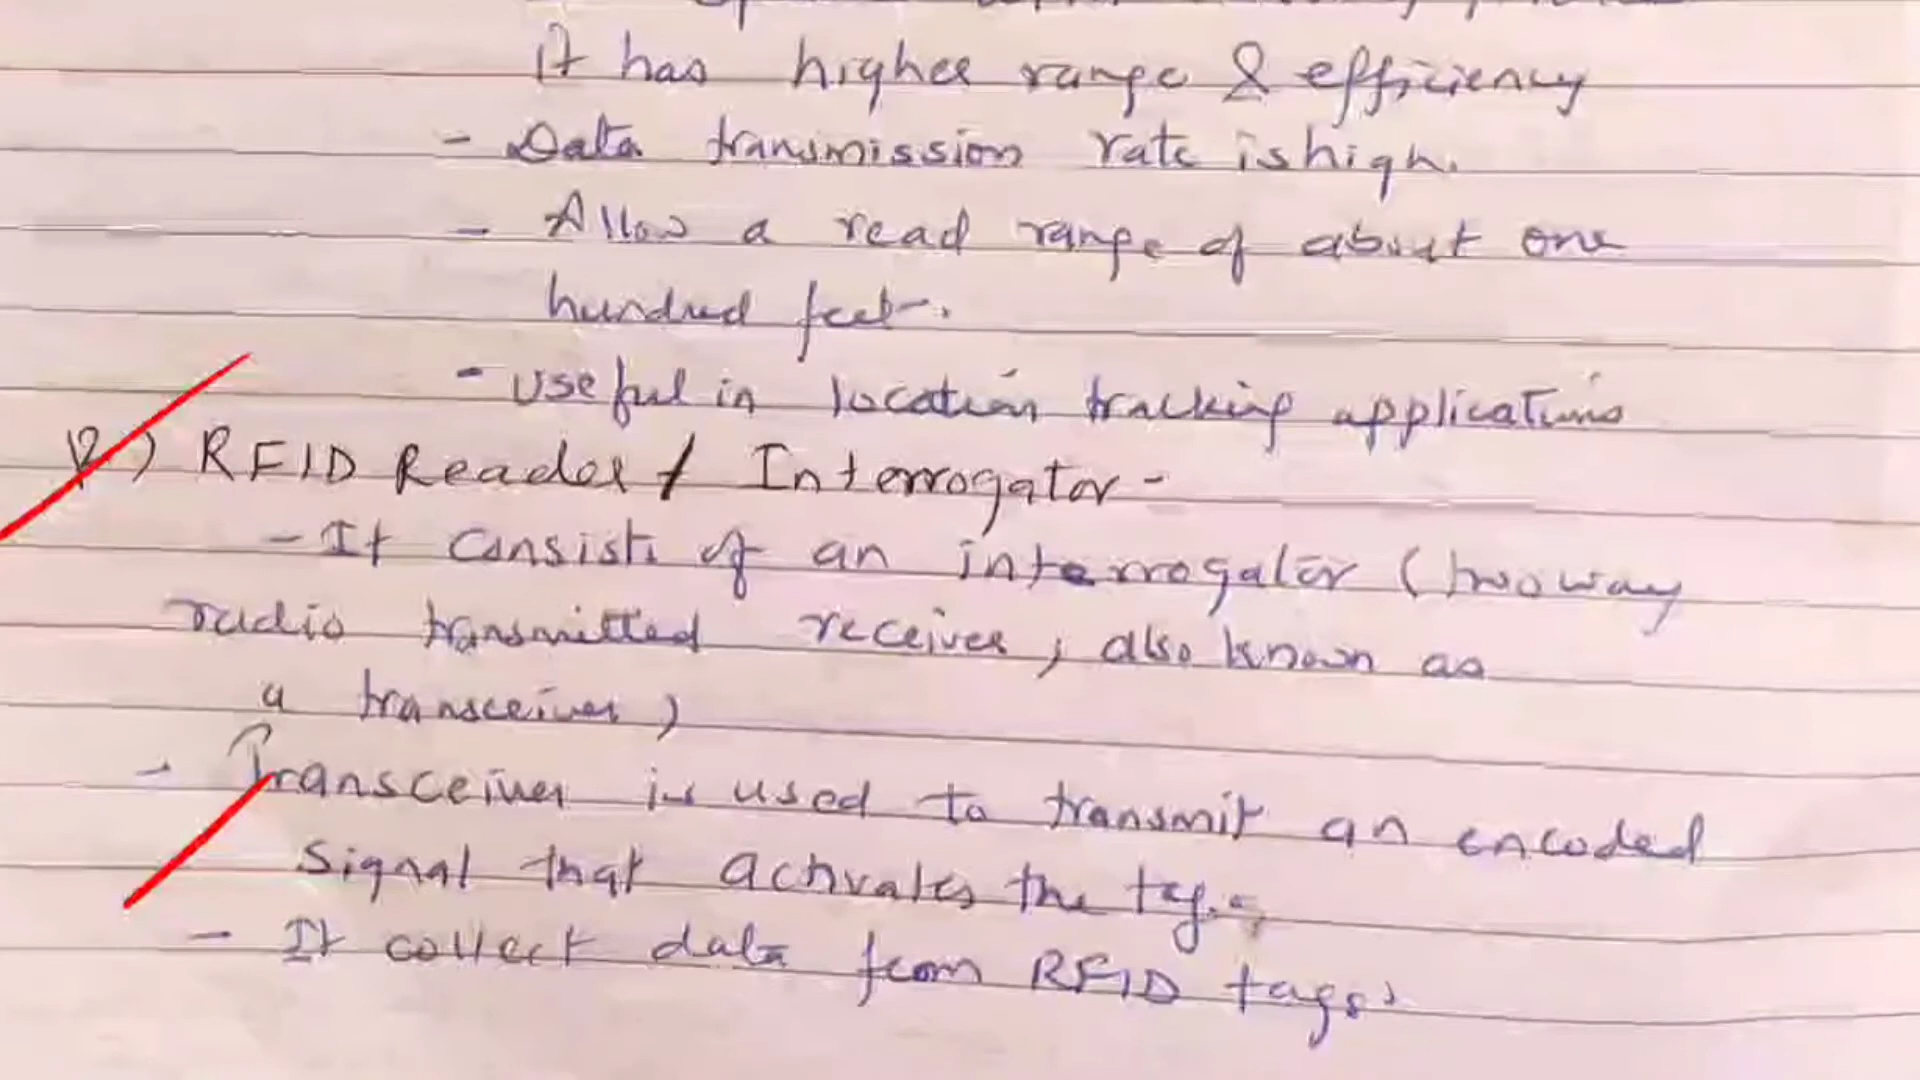 It has higher range & efficiency
- Data transmission rate is high.
- Allow a read range of about one
hundred feet.
- Useful in location tracking applications
2) RFID Reader / Interrogator -
- It consists of an interrogator (two way
radio transmitted receiver, also known as
a transceiver)
- Transceiver is used to transmit an encoded
signal that activates the tag.
- It collect data from RFID tags.